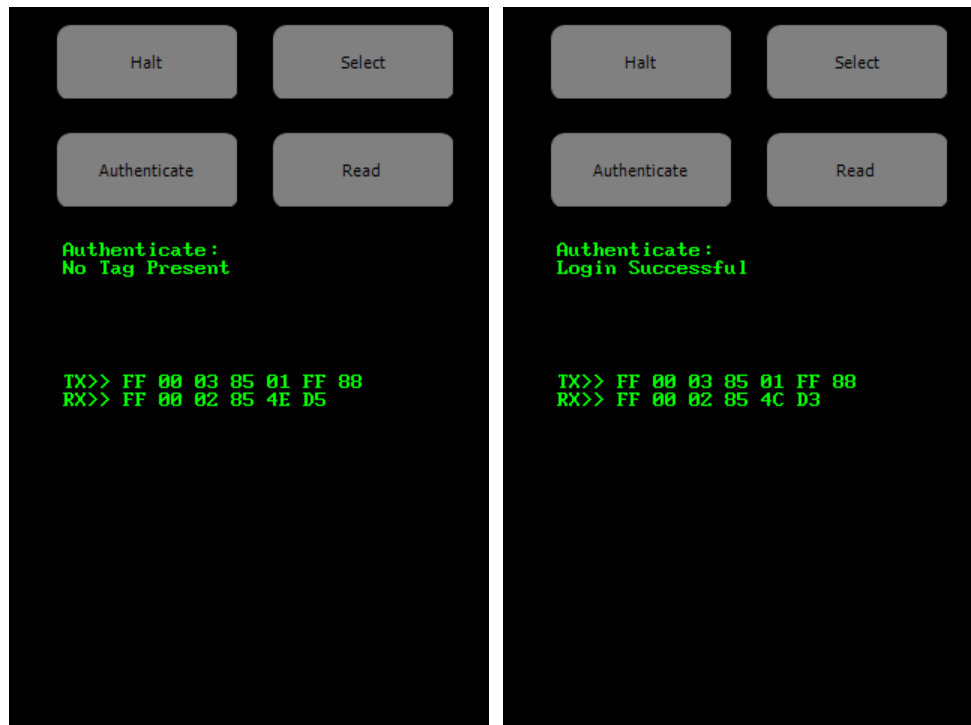 Halt Select
Authenticate Read
Authenticate:
No Tag Present
TX>> FF 00 03 85 01 FF 88
RX>> FF 00 02 85 4E D5
Halt Select
Authenticate Read
Authenticate:
Login Successful
TX>> FF 00 03 85 01 FF 88
RX>> FF 00 02 85 4C D3